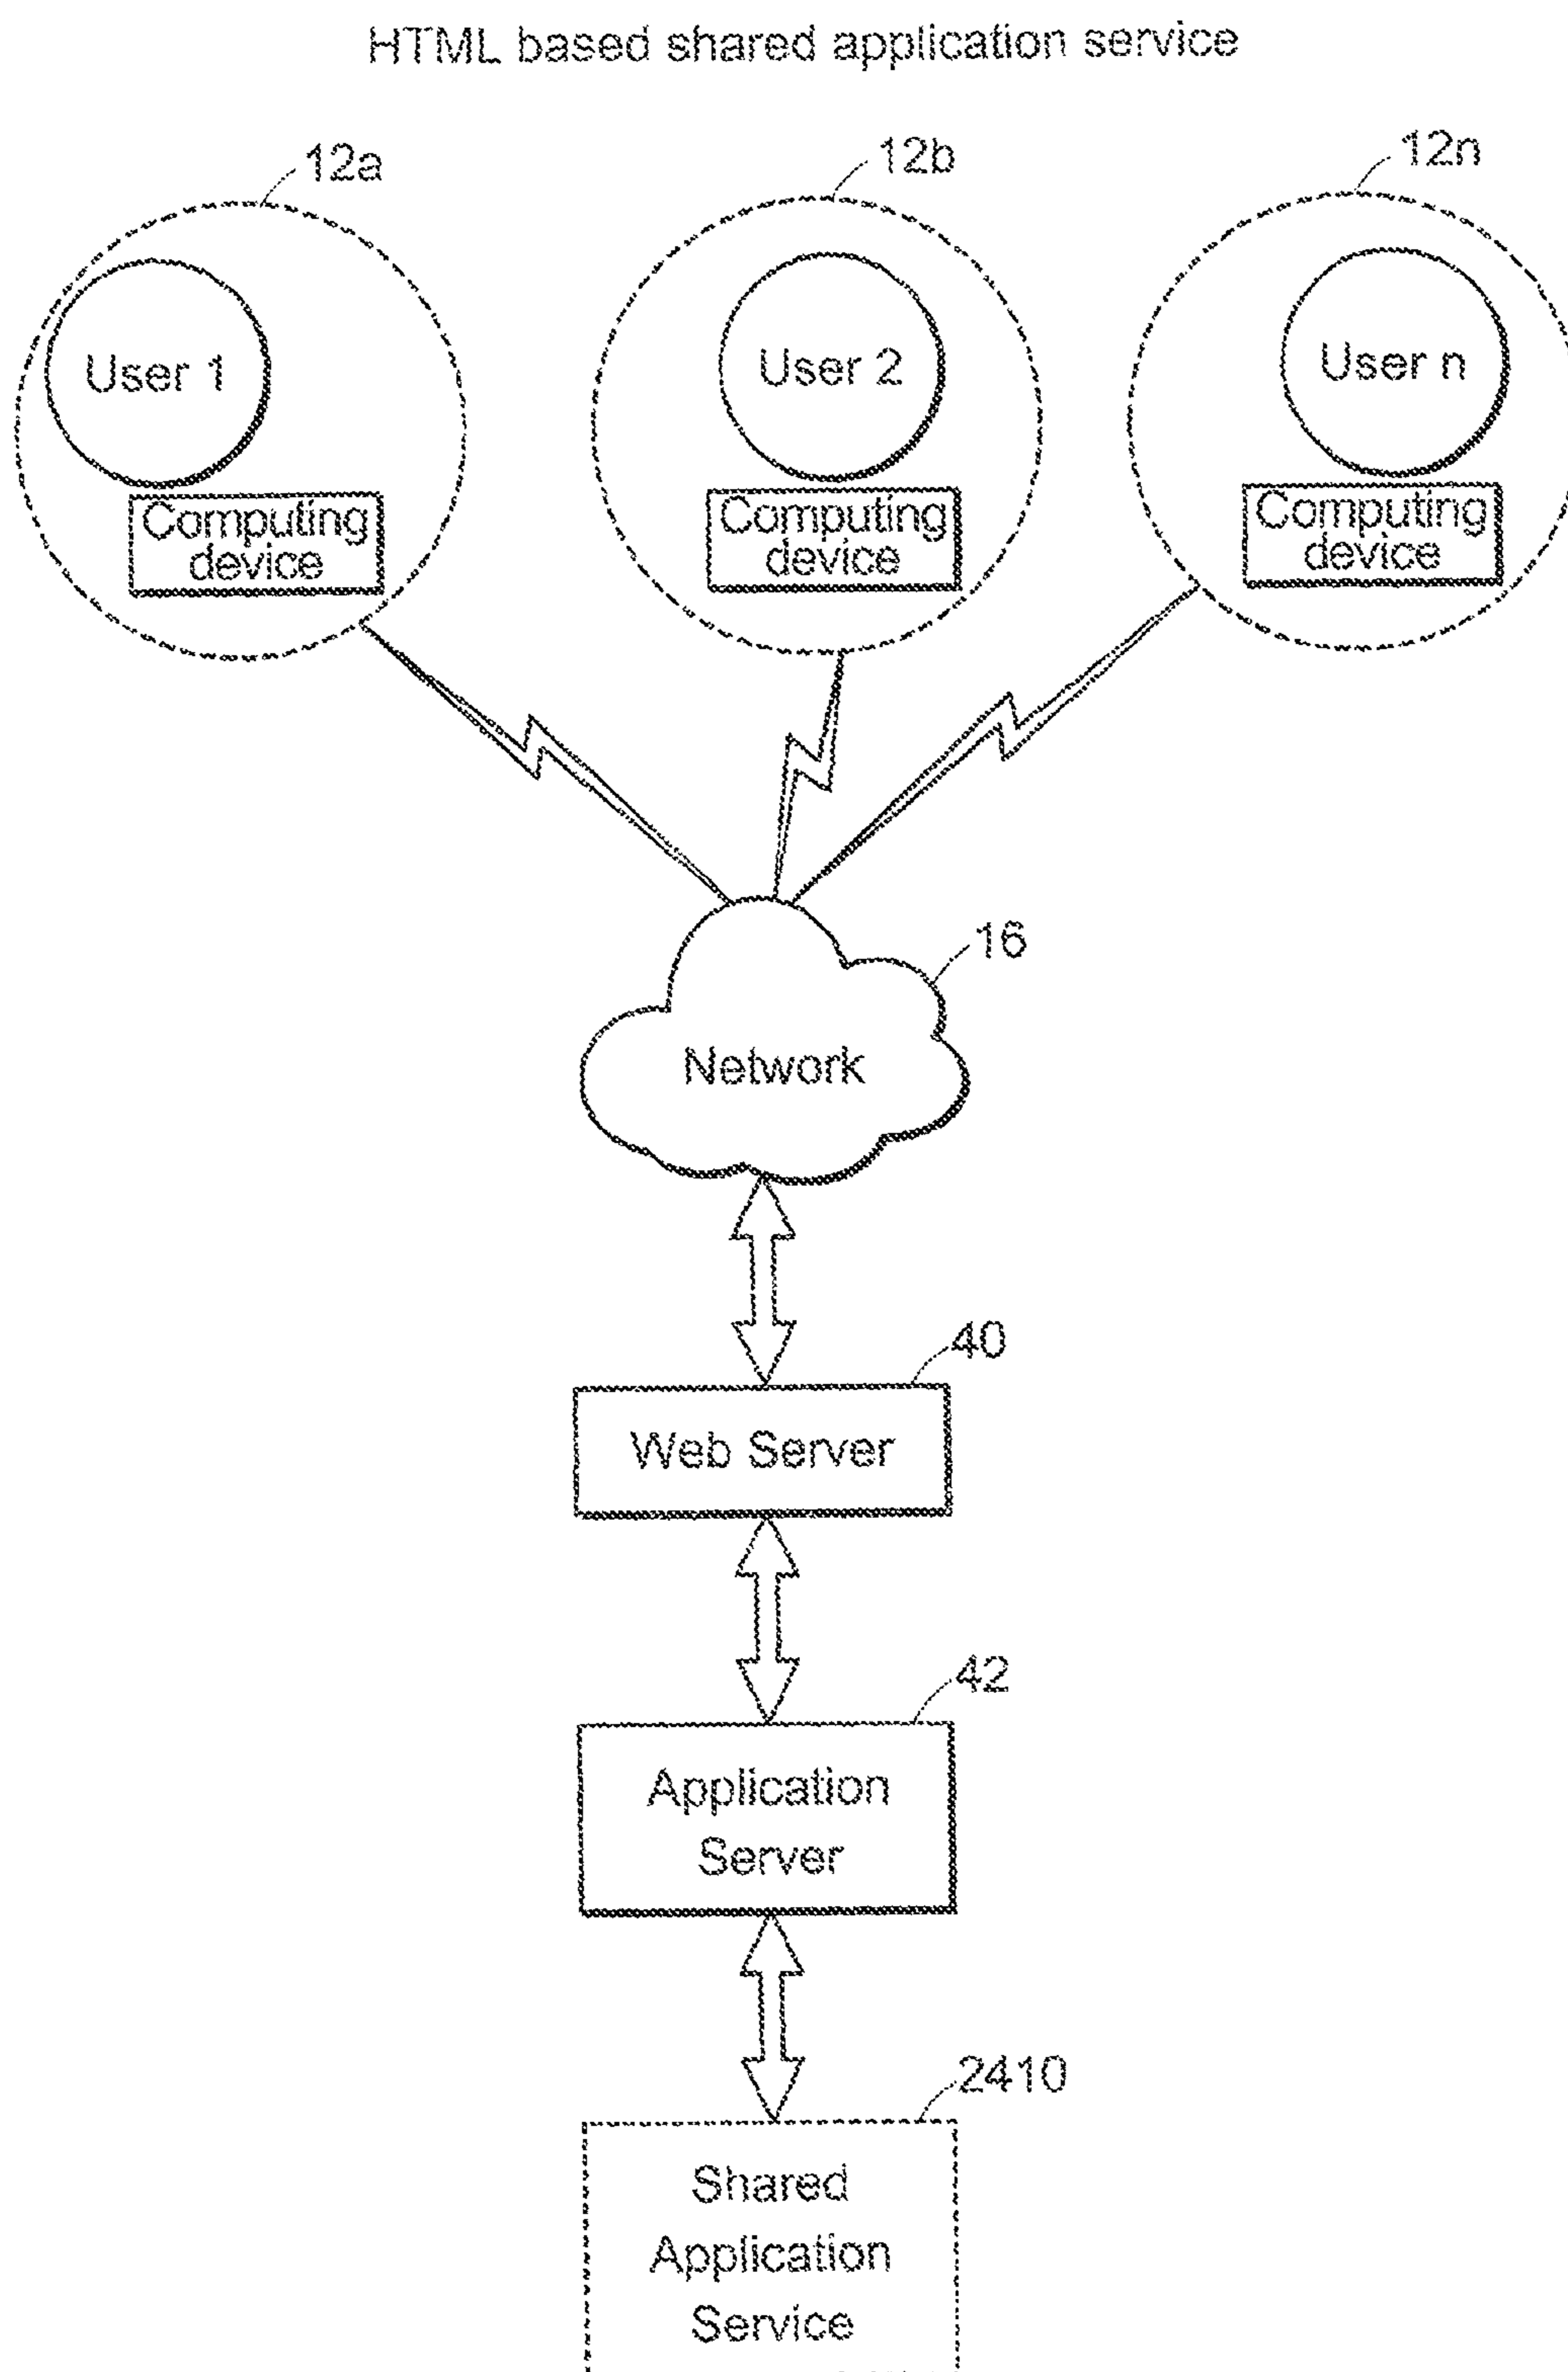 HTML based shared application service
12a
12b
12n
User 1
User 2
User n
Computing
device
Computing
device
Computing
device
16
Network
40
Web Server
42
Application
Server
2410
Shared
Application
Service